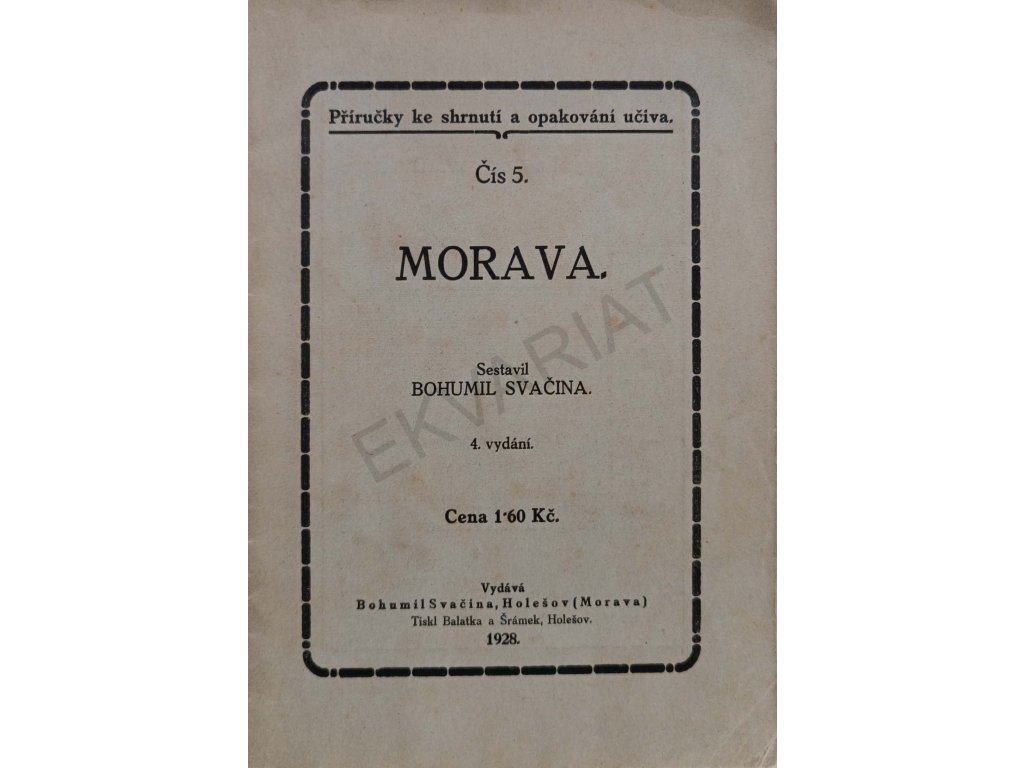 Příručky ke shrnutí a opakování učiva.
Čís 5.
MORAVA.
EKVARIAT
Sestavil
BOHUMIL SVAČINA.
4. vydání.
Cena 1·60 Kč.
Vydává
Bohumil Svačina, Holešov (Morava)
Tiskl Balatka a Šrámek, Holešov.
1928.